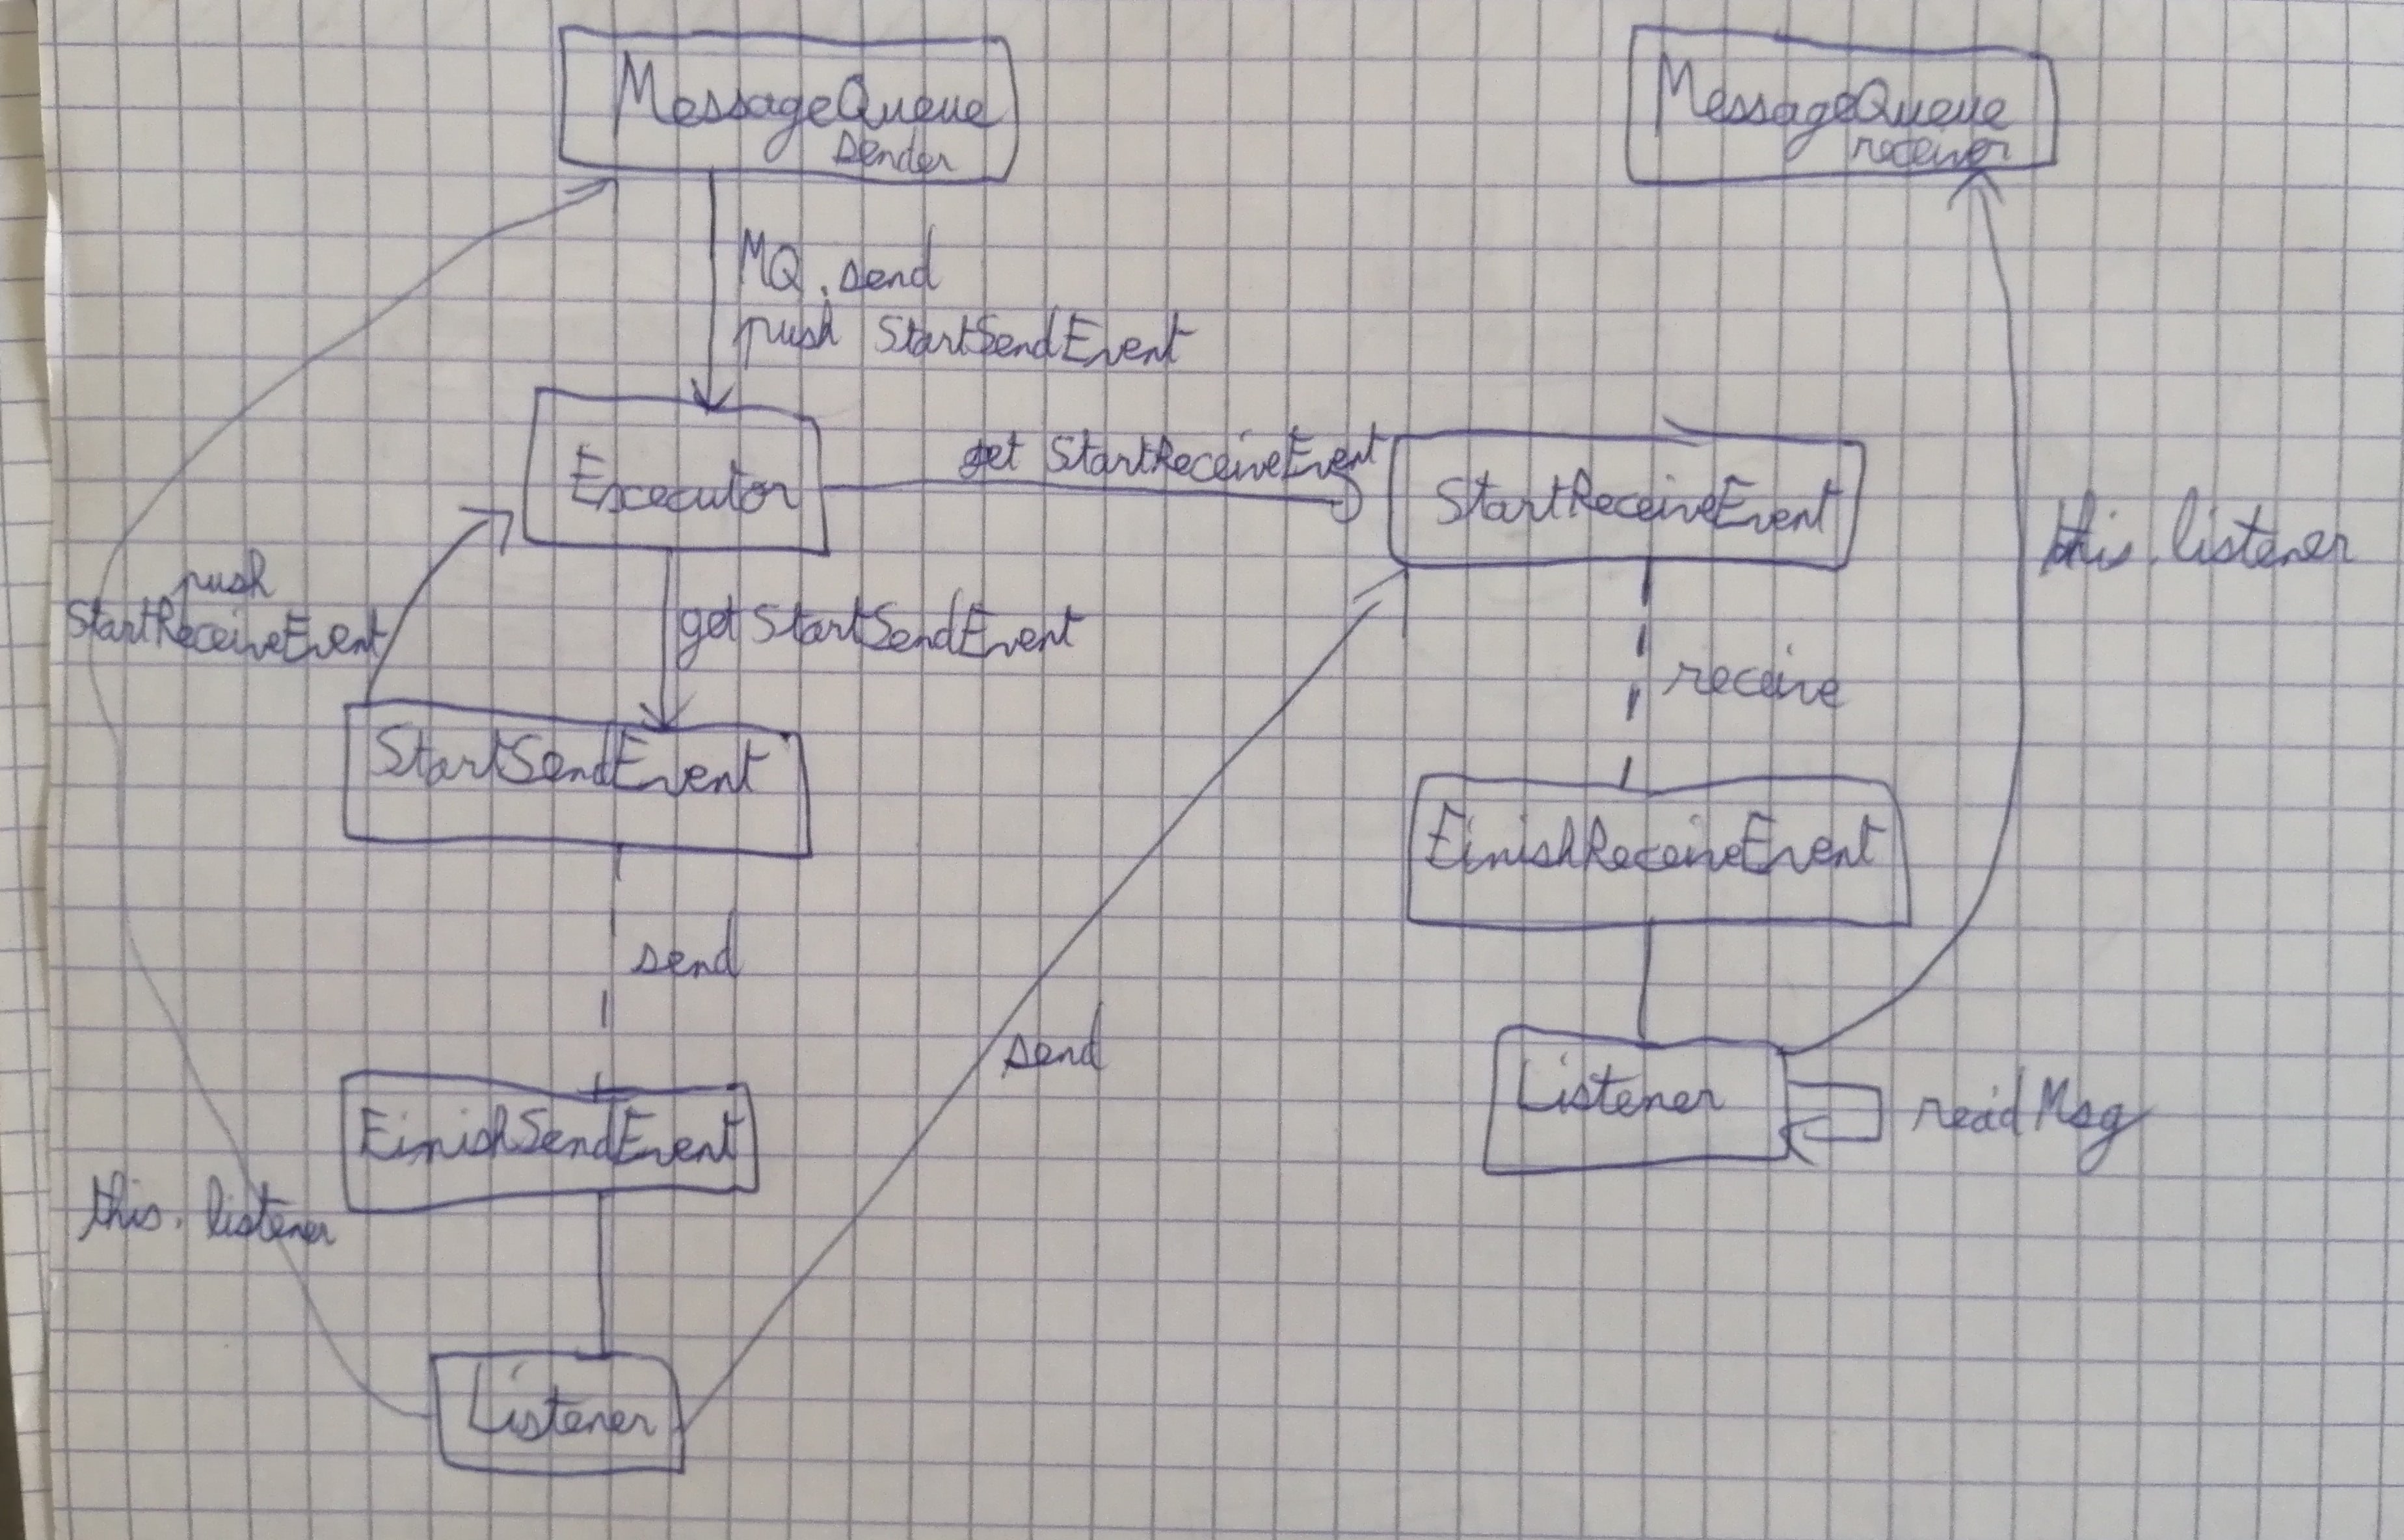 MessageQueue
sender
MessageQueue
receiver
MQ.send
push StartSendEvent
Executor
get StartReceiveEvent
StartReceiveEvent
this.listener
push
StartReceiveEvent
get StartSendEvent
receive
StartSendEvent
FinishReceiveEvent
send
send
Listener
readMsg
FinishSendEvent
this.listener
Listener